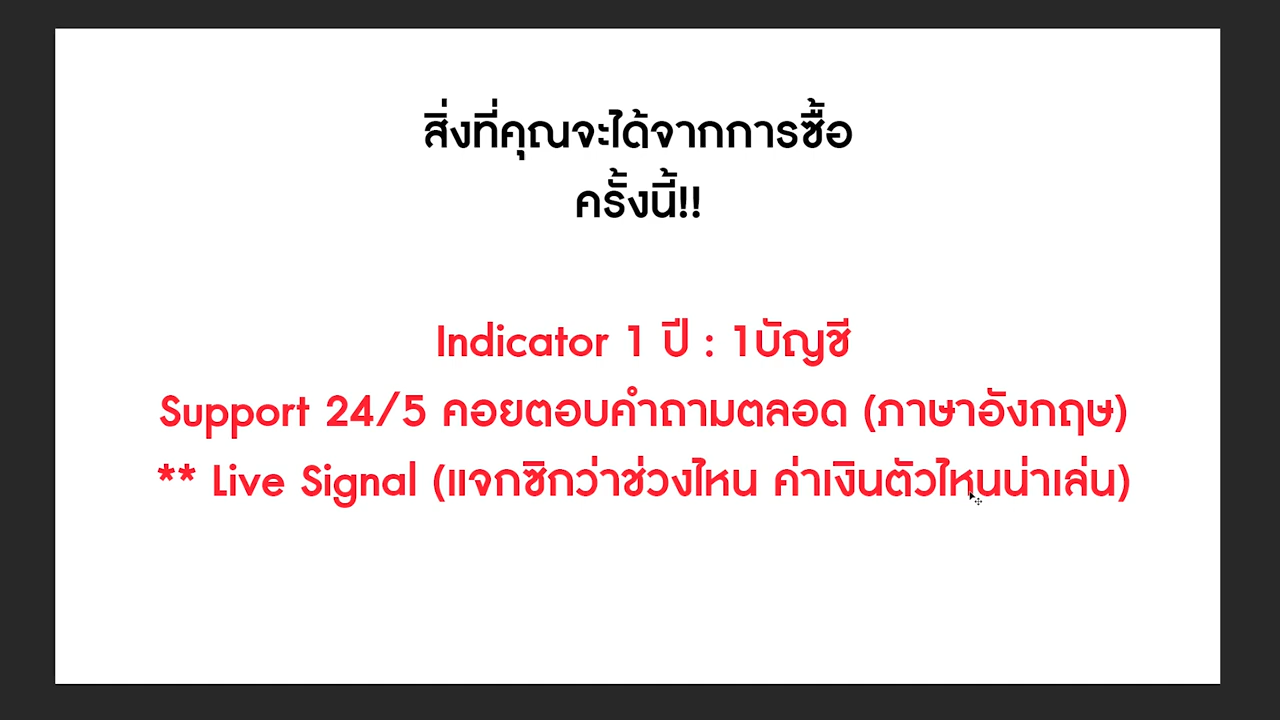 สิ่งที่คุณจะได้จากการซื้อ
ครั้งนี้!!
Indicator 1 ปี : 1บัญชี
Support 24/5 คอยตอบคำถามตลอด (ภาษาอังกฤษ)
** Live Signal (แจกซิกว่าช่วงไหน ค่าเงินตัวไหนน่าเล่น)